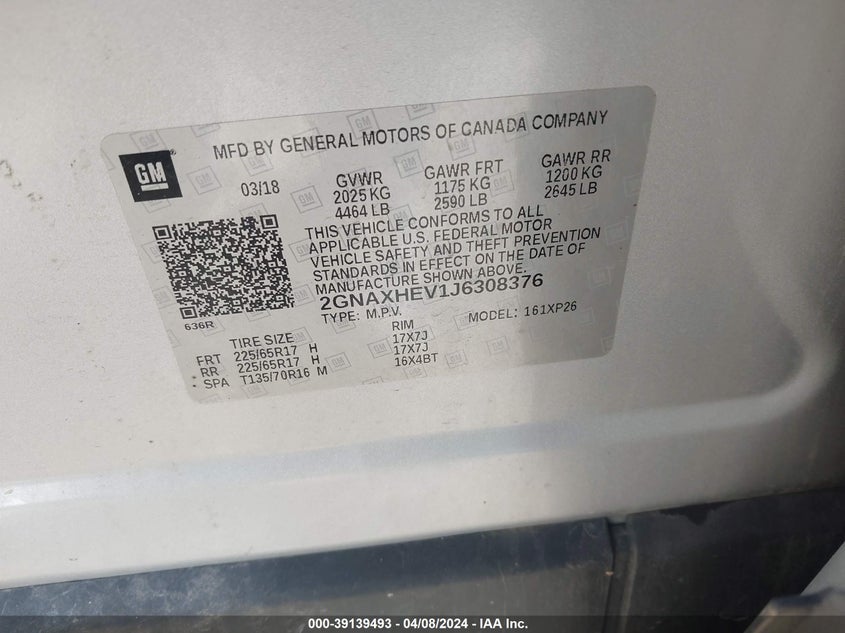 GM
MFD BY GENERAL MOTORS OF CANADA COMPANY
03/18
GVWR
2025 KG
4464 LB
GAWR FRT
1175 KG
2590 LB
GAWR RR
1200 KG
2645 LB
THIS VEHICLE CONFORMS TO ALL
APPLICABLE U.S. FEDERAL MOTOR
VEHICLE SAFETY AND THEFT PREVENTION
STANDARDS IN EFFECT ON THE DATE OF
MANUFACTURE SHOWN ABOVE.
2GNAXHEV1J6308376
TYPE: M.P.V. MODEL: 161XP26
636R
TIRE SIZE RIM
FRT 225/65R17 H 17X7J
RR 225/65R17 H 17X7J
SPA T135/70R16 M 16X4BT
000-39139493 - 04/08/2024 - IAA Inc.